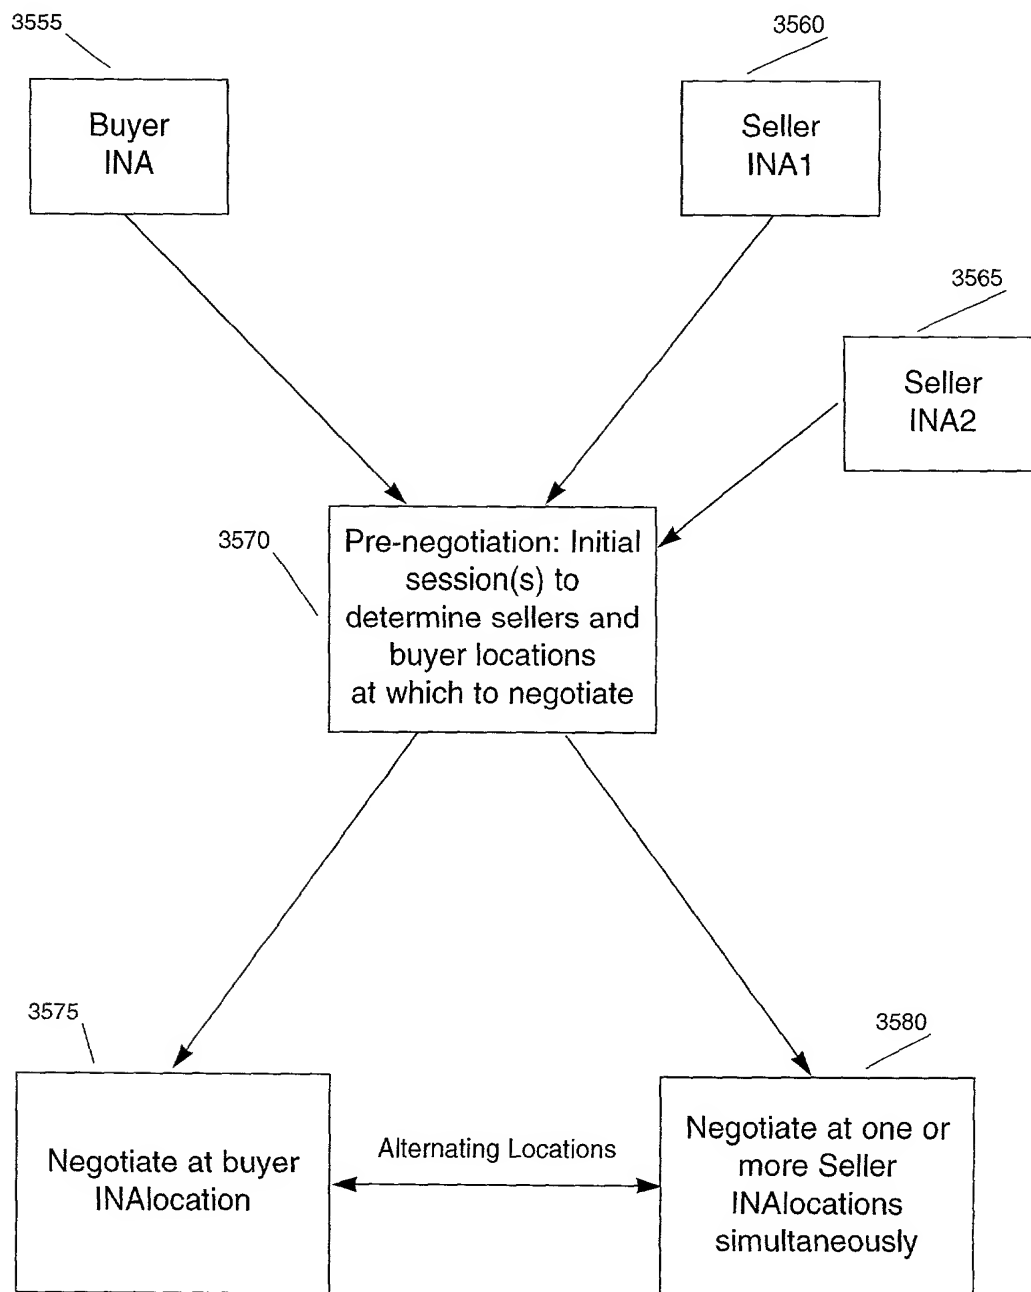 3555
3560
Buyer
INA
Seller
INA1
3565
Seller
INA2
3570
Pre-negotiation: Initial
session(s) to
determine sellers and
buyer locations
at which to negotiate
3575
3580
Negotiate at buyer
INAlocation
Alternating Locations
Negotiate at one or
more Seller
INAlocations
simultaneously